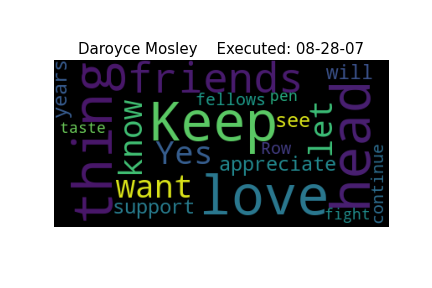 Daroyce Mosley    Executed: 08-28-07
years
thing
friends
will
taste
know
Keep
fellows
pen
see
let
head
Yes
Row
want
appreciate
support
love
fight
continue